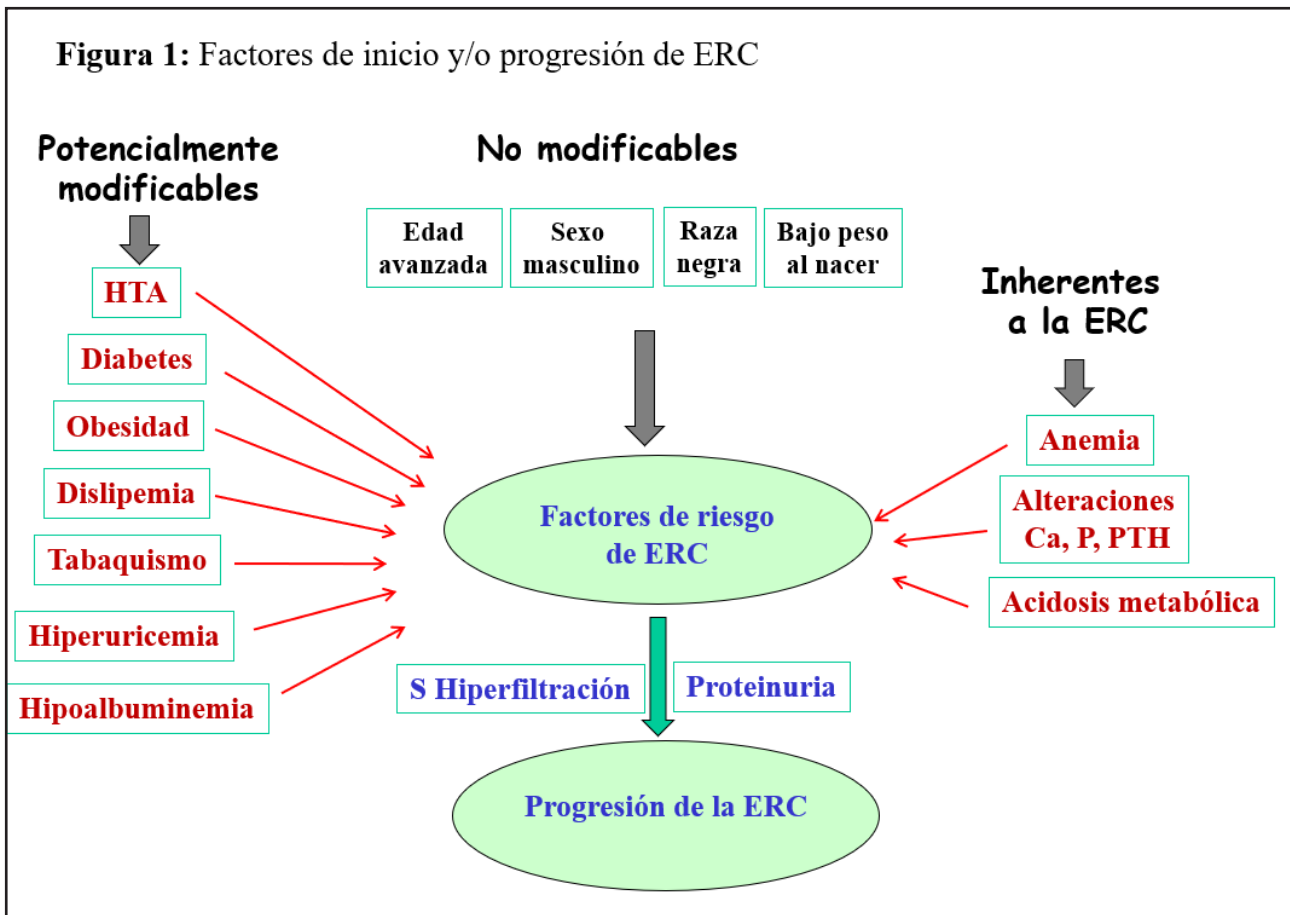 Figura 1: Factores de inicio y/o progresión de ERC
Potencialmente
modificables
HTA
Diabetes
Obesidad
Dislipemia
Tabaquismo
Hiperuricemia
Hipoalbuminemia
No modificables
Edad
avanzada
Sexo
masculino
Raza
negra
Bajo peso
al nacer
Inherentes
a la ERC
Anemia
Alteraciones
Ca, P, PTH
Acidosis metabólica
Factores de riesgo
de ERC
S Hiperfiltración
Proteinuria
Progresión de la ERC